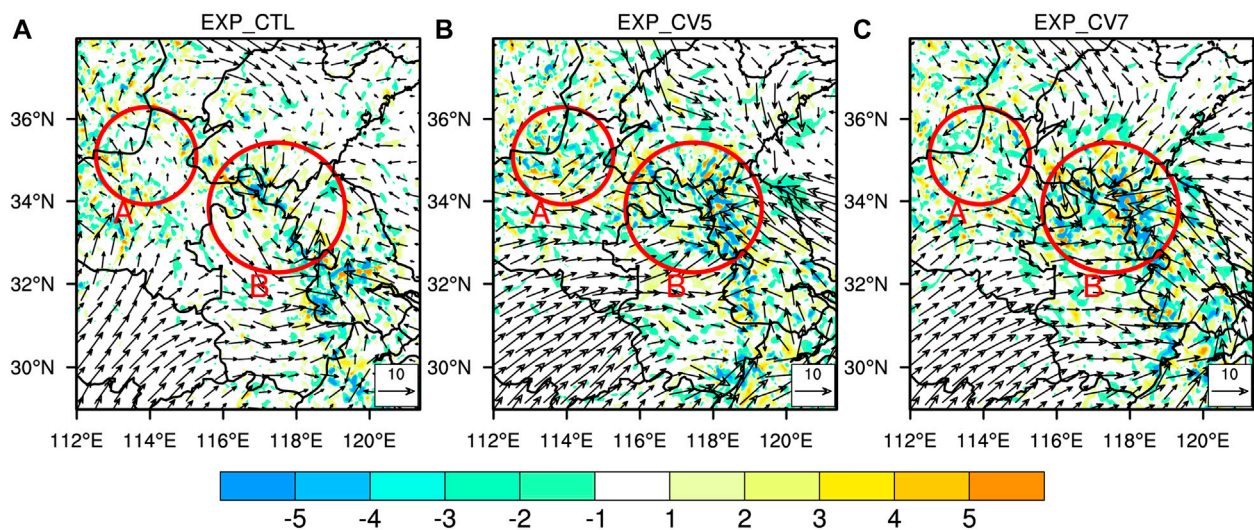 A EXP_CTL B EXP_CV5 C EXP_CV7
36°N 36°N 36°N
34°N 34°N 34°N
A A A
32°N 32°N 32°N
B B B
30°N 30°N 30°N
10 10 10
112°E 114°E 116°E 118°E 120°E 112°E 114°E 116°E 118°E 120°E 112°E 114°E 116°E 118°E 120°E
-5 -4 -3 -2 -1 1 2 3 4 5